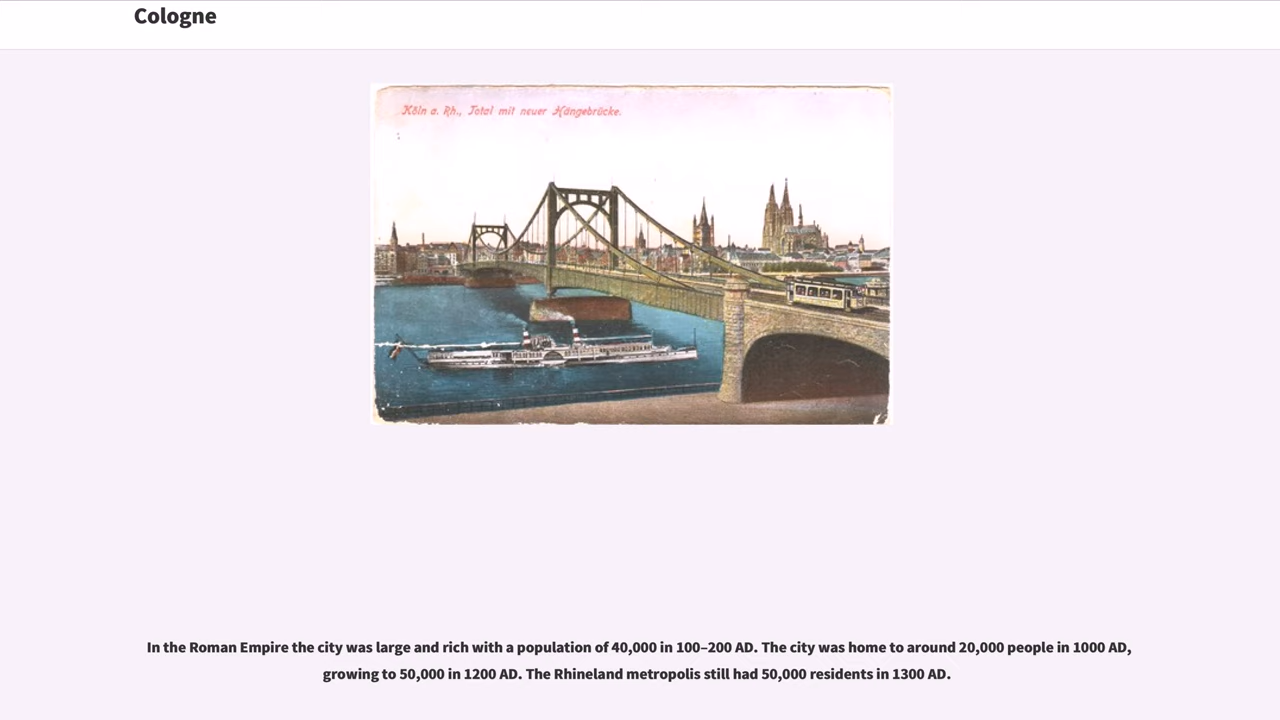 Cologne
Köln a. Rh., Total mit neuer Hängebrücke.
In the Roman Empire the city was large and rich with a population of 40,000 in 100–200 AD. The city was home to around 20,000 people in 1000 AD,
growing to 50,000 in 1200 AD. The Rhineland metropolis still had 50,000 residents in 1300 AD.